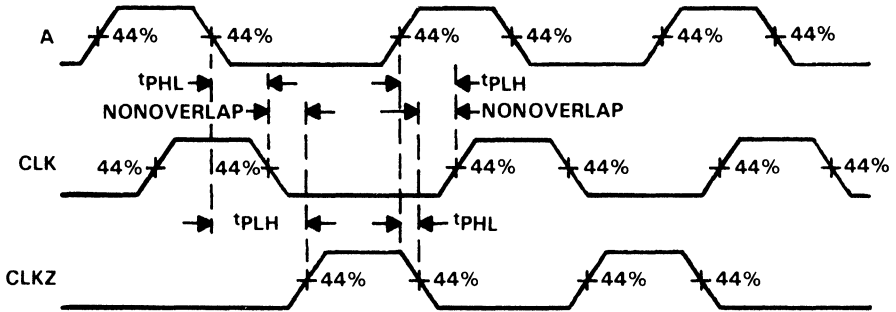 A 44% 44% 44% 44% 44% 44%
tPHL tPLH
NONOVERLAP NONOVERLAP
CLK 44% 44% 44% 44% 44% 44%
tPLH tPHL
CLKZ 44% 44% 44% 44%